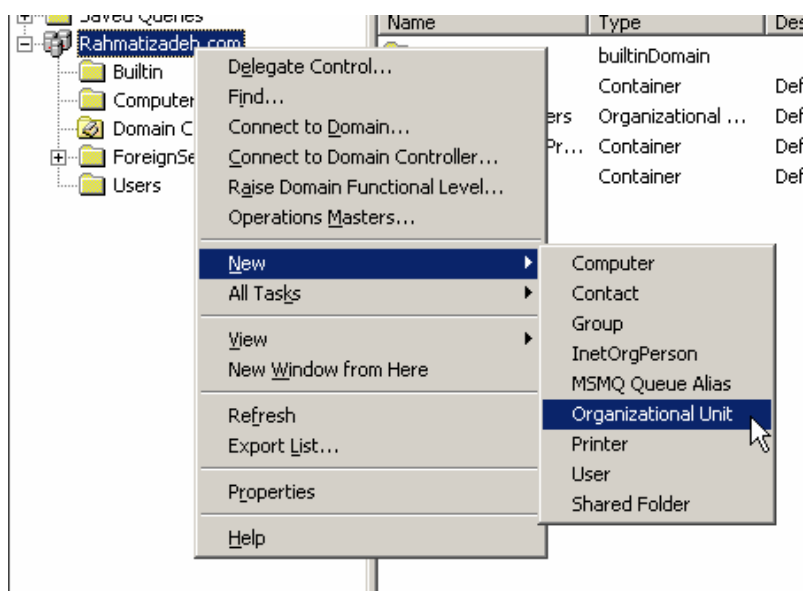 Saved Queries
Rahmatizadeh.com
Builtin
Computer
Domain C
ForeignSe
Users
Delegate Control...
Find...
Connect to Domain...
Connect to Domain Controller...
Raise Domain Functional Level...
Operations Masters...
New
All Tasks
View
New Window from Here
Refresh
Export List...
Properties
Help
Computer
Contact
Group
InetOrgPerson
MSMQ Queue Alias
Organizational Unit
Printer
User
Shared Folder
Name Type Des
builtinDomain
Container Def
ers Organizational ... Def
Pr... Container Def
Container Def